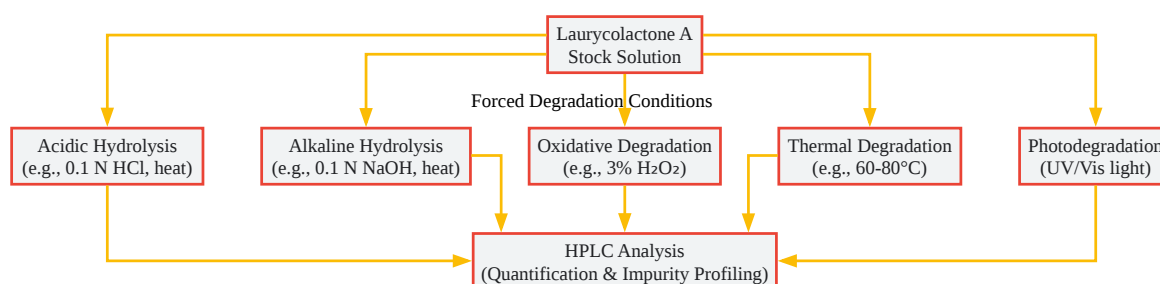 Laurycolactone A
Stock Solution
Forced Degradation Conditions
Acidic Hydrolysis
(e.g., 0.1 N HCl, heat)
Alkaline Hydrolysis
(e.g., 0.1 N NaOH, heat)
Oxidative Degradation
(e.g., 3% H₂O₂)
Thermal Degradation
(e.g., 60-80°C)
Photodegradation
(UV/Vis light)
HPLC Analysis
(Quantification & Impurity Profiling)